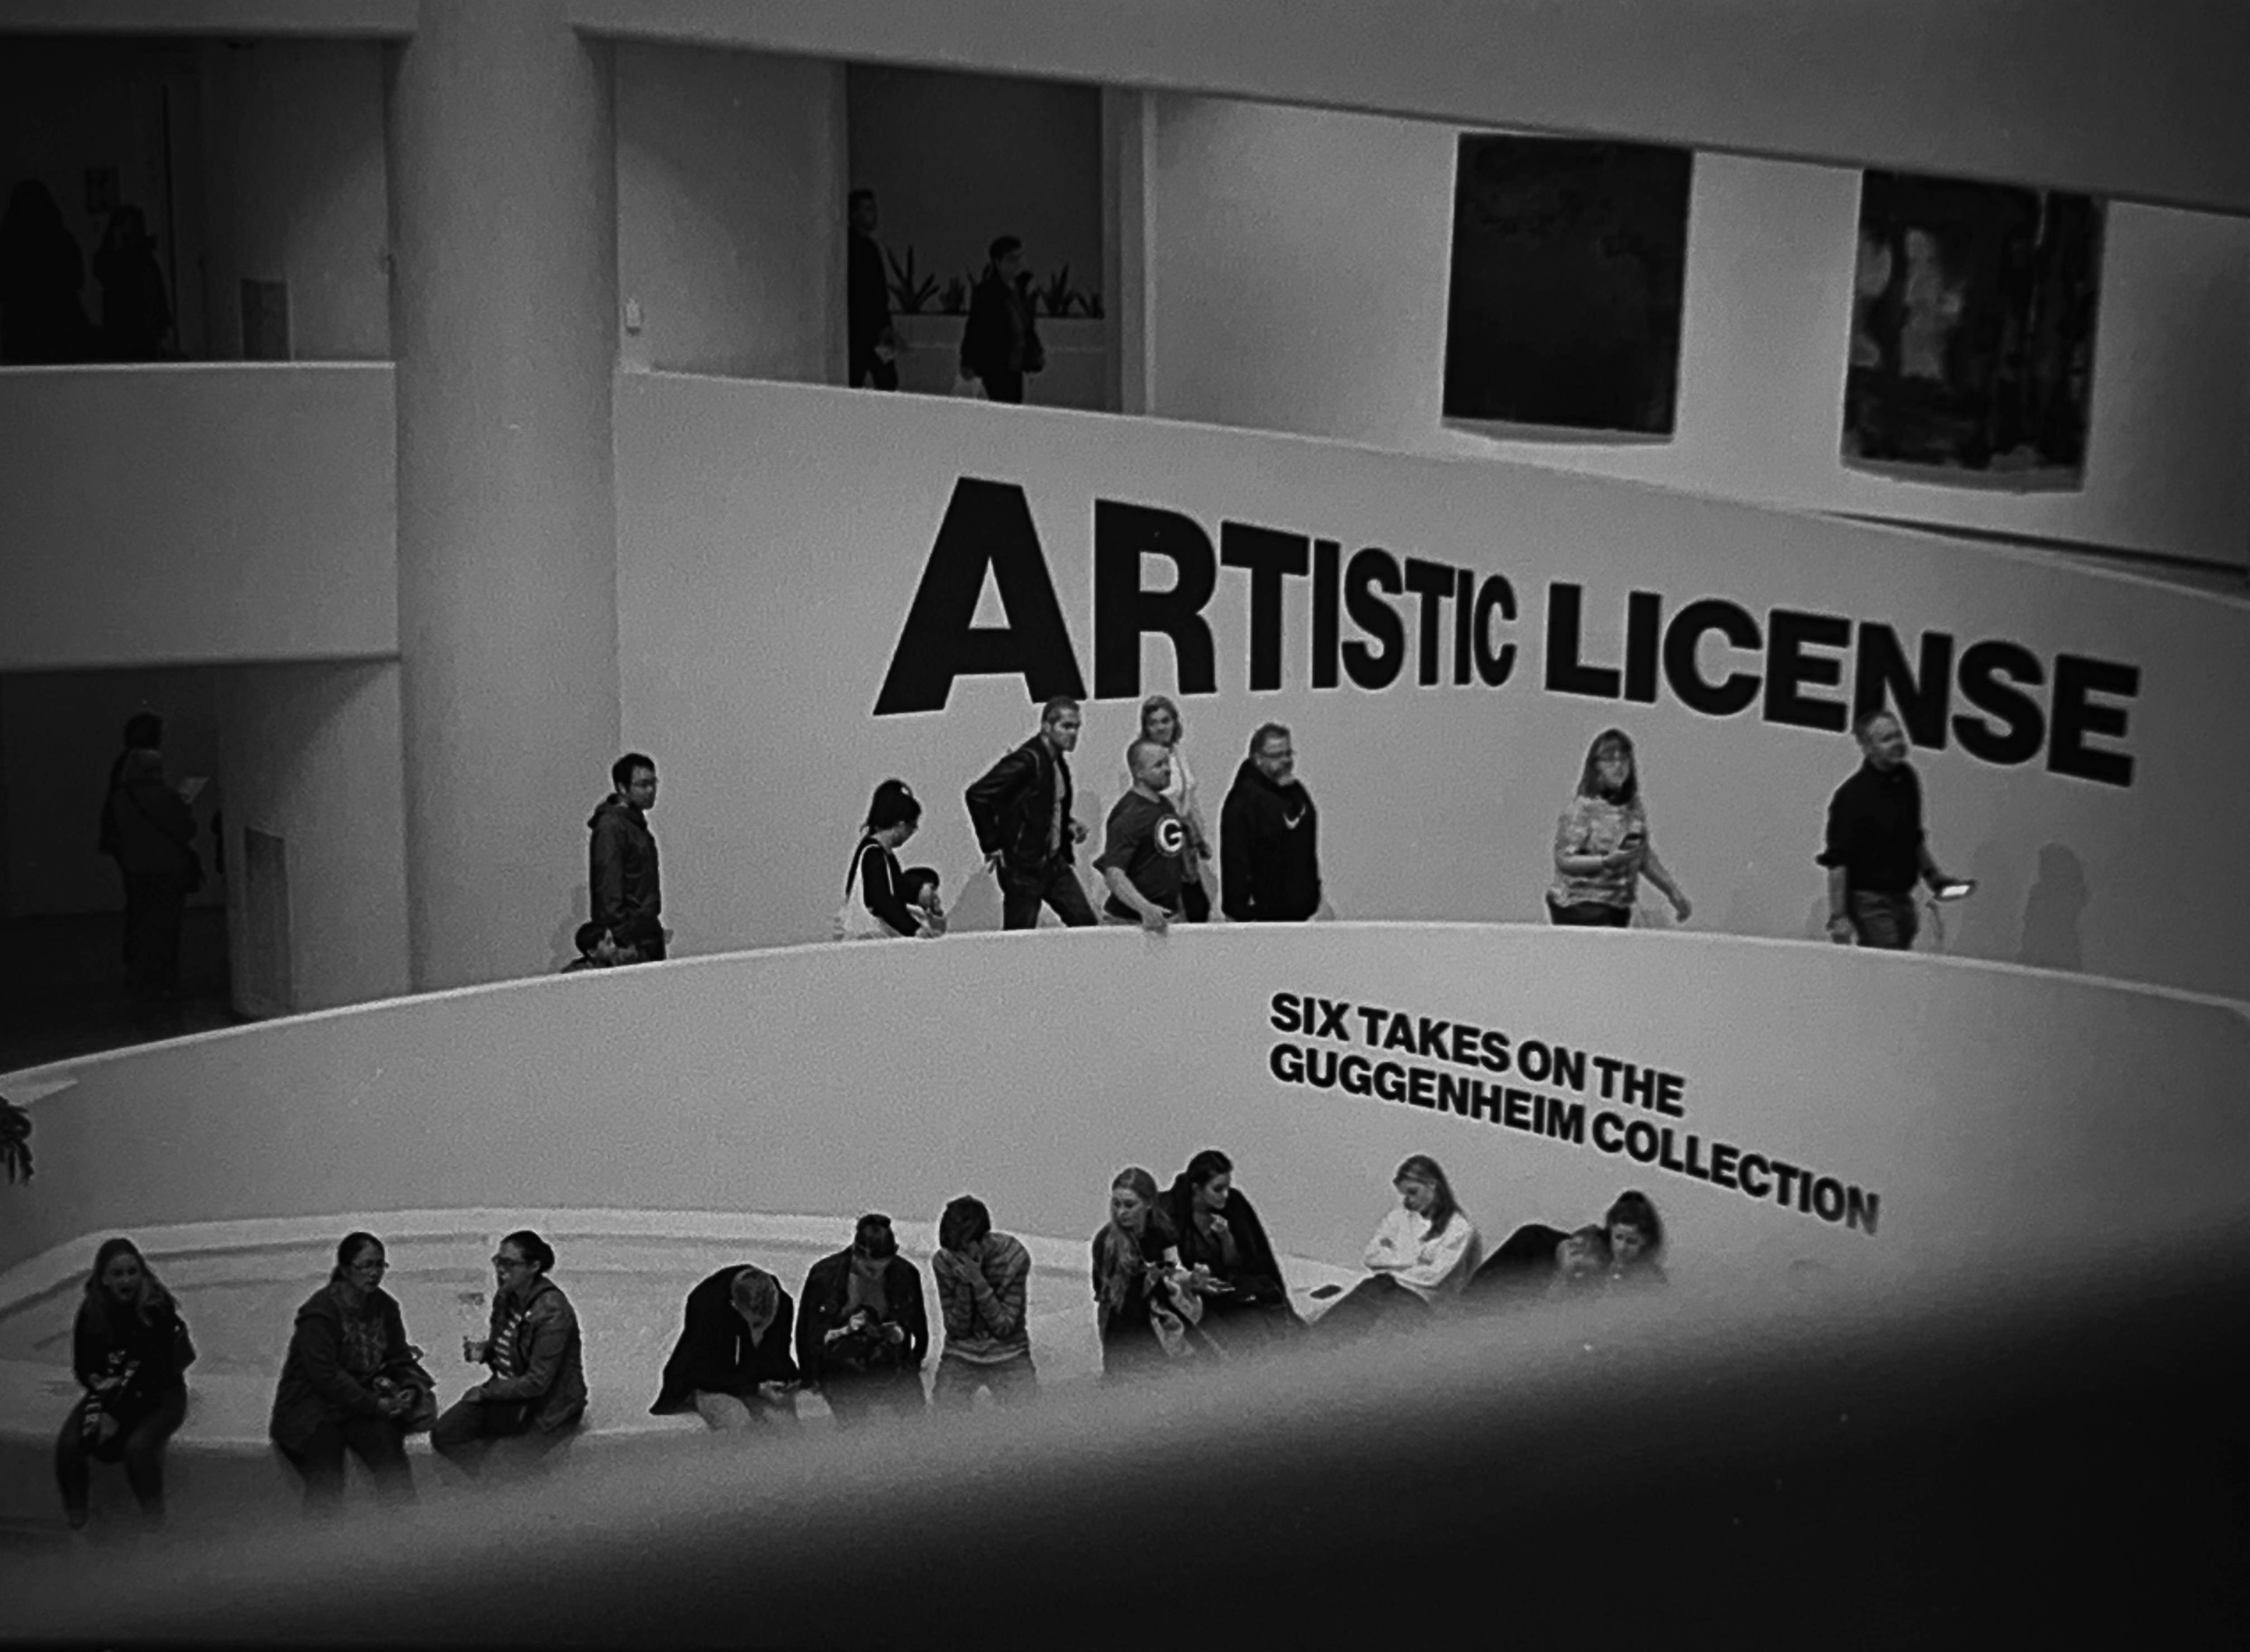 ARTISTIC LICENSE
G
SIX TAKES ON THE
GUGGENHEIM COLLECTION